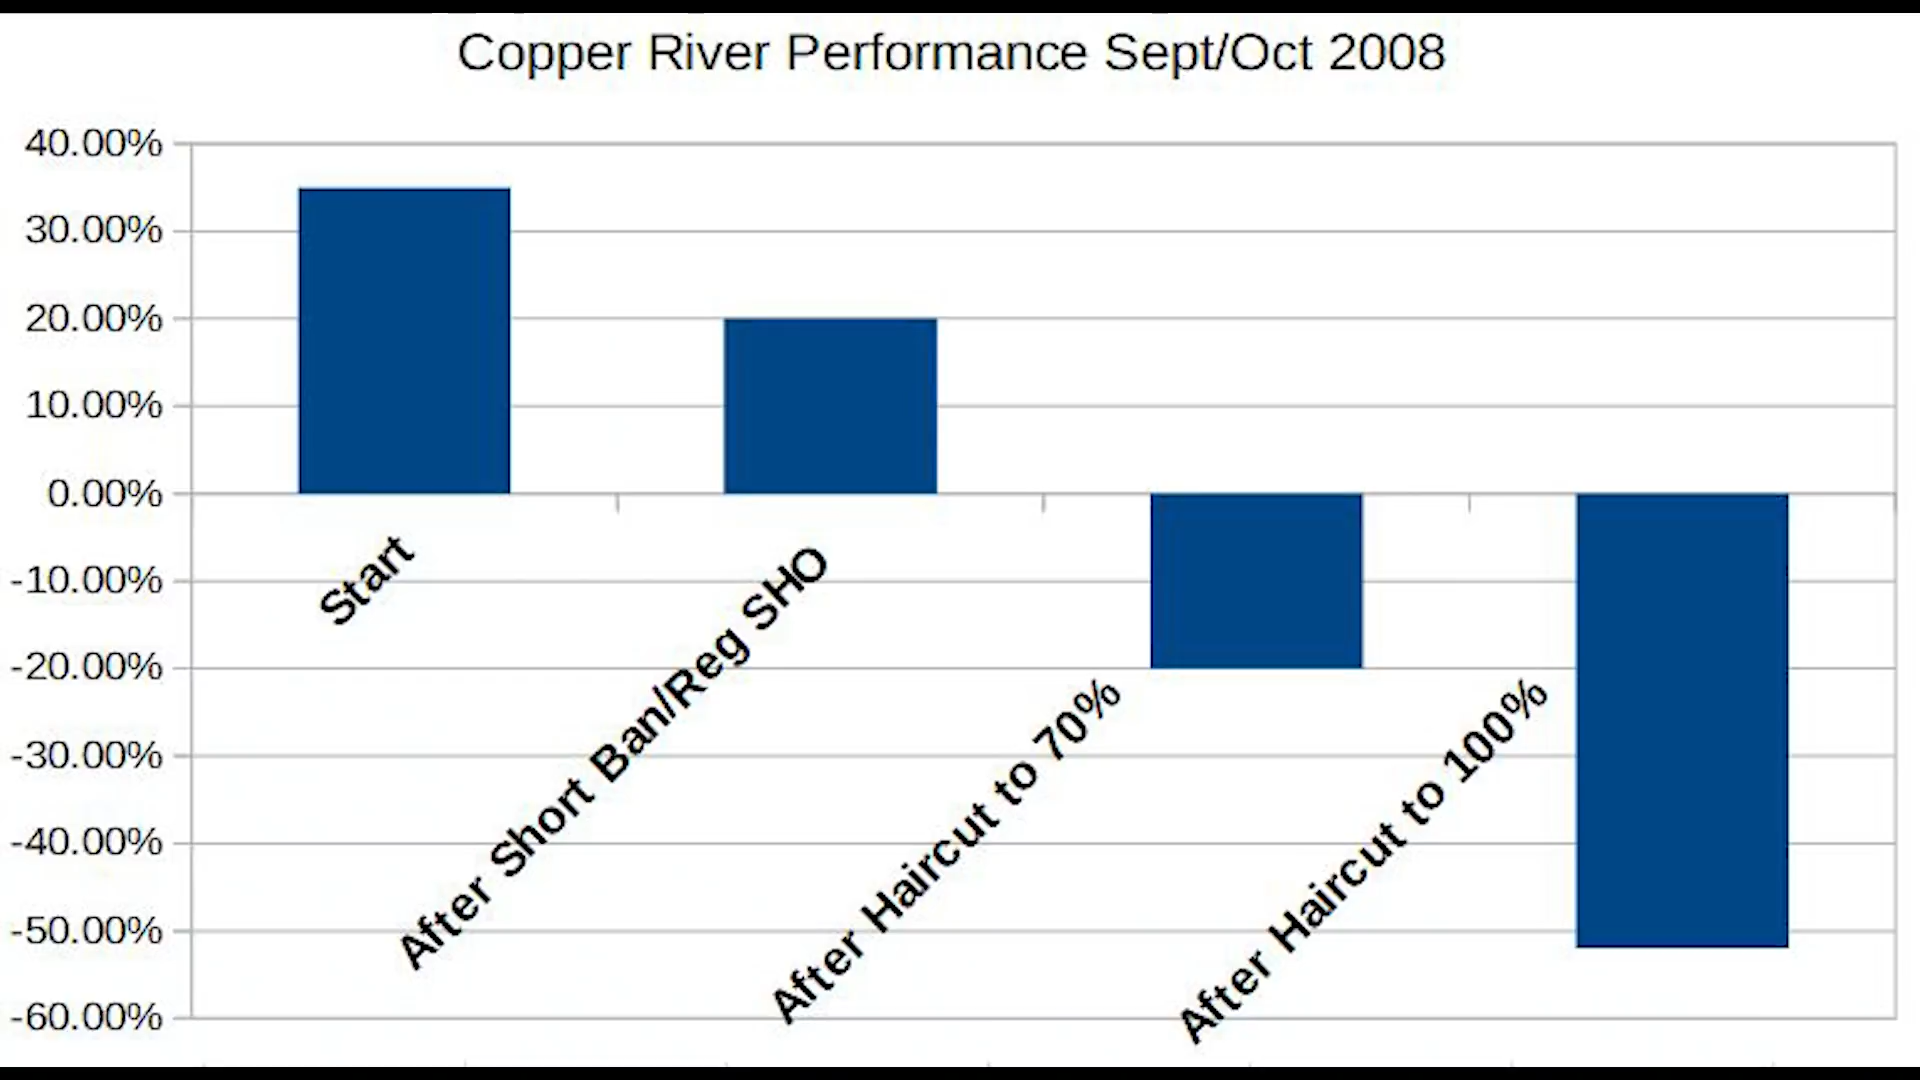 Copper River Performance Sept/Oct 2008
40.00%
30.00%
20.00%
10.00%
0.00%
-10.00%
-20.00%
-30.00%
-40.00%
-50.00%
-60.00%
Start
After Short Ban/Reg SHO
After Haircut to 70%
After Haircut to 100%